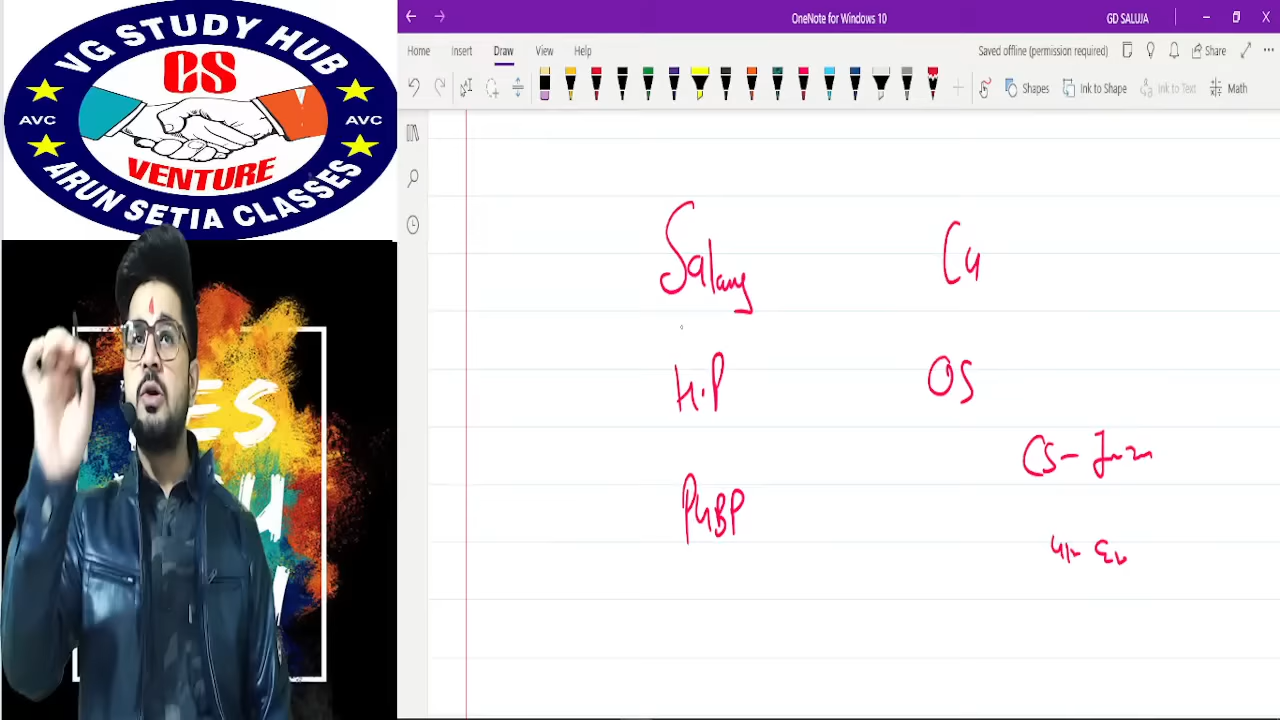 VG STUDY HUB
CS
AVC
AVC
VENTURE
ARUN SETIA CLASSES
OneNote for Windows 10
GD SALUJA
Home Insert Draw View Help
Saved offline (permission required)
Share
Shapes
Ink to Shape
Ink to Text
Math
Salary
CG
H.P
OS
PGBP